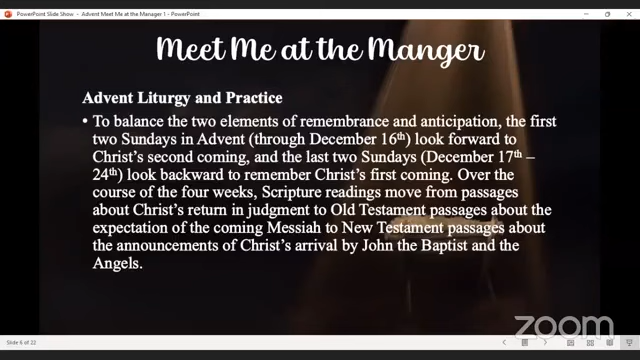 PowerPoint Slide Show - Advent Meet Me at the Manager 1 - PowerPoint
Meet Me at the Manger
Advent Liturgy and Practice
• To balance the two elements of remembrance and anticipation, the first
two Sundays in Advent (through December 16th) look forward to
Christ's second coming, and the last two Sundays (December 17th –
24th) look backward to remember Christ's first coming. Over the
course of the four weeks, Scripture readings move from passages
about Christ's return in judgment to Old Testament passages about the
expectation of the coming Messiah to New Testament passages about
the announcements of Christ's arrival by John the Baptist and the
Angels.
zoom
Slide 6 of 22